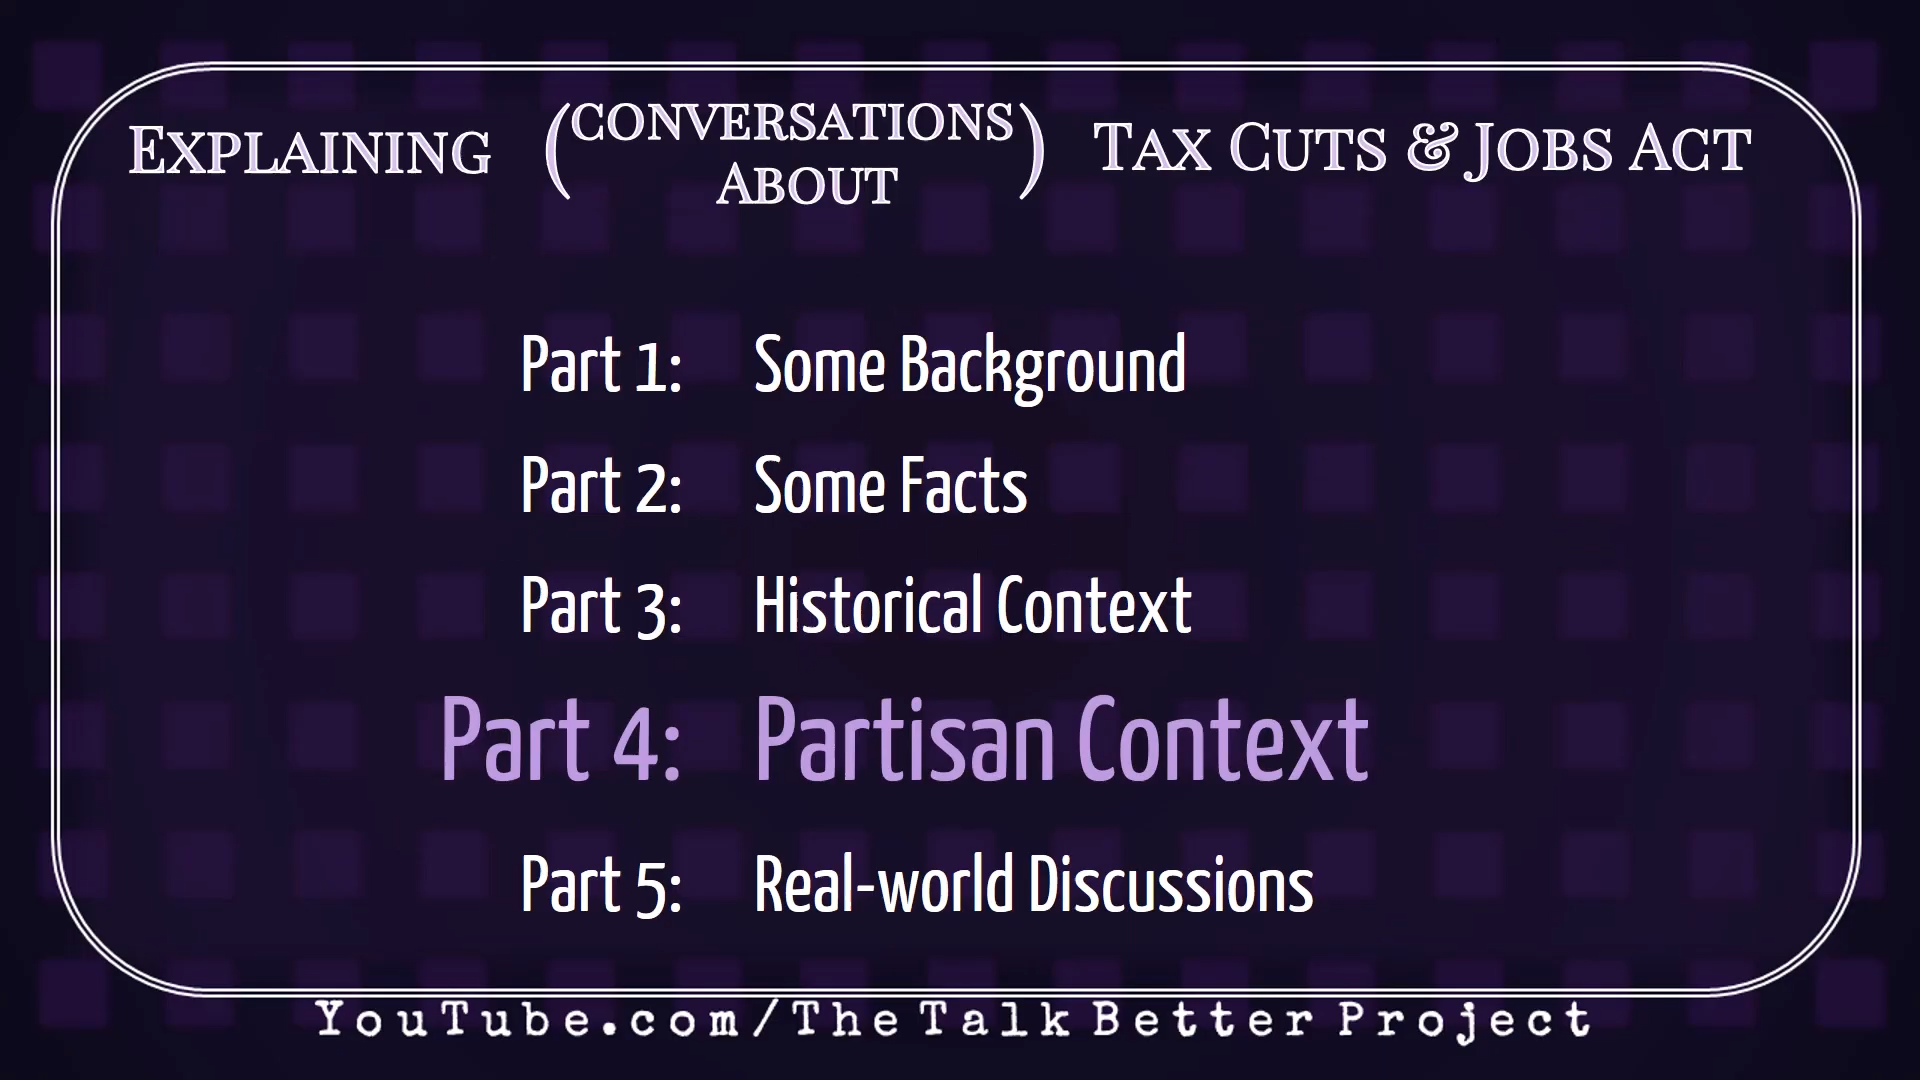 Explaining (conversations About) Tax Cuts & Jobs Act
Part 1: Some Background
Part 2: Some Facts
Part 3: Historical Context
Part 4: Partisan Context
Part 5: Real-world Discussions
YouTube.com/TheTalkBetterProject